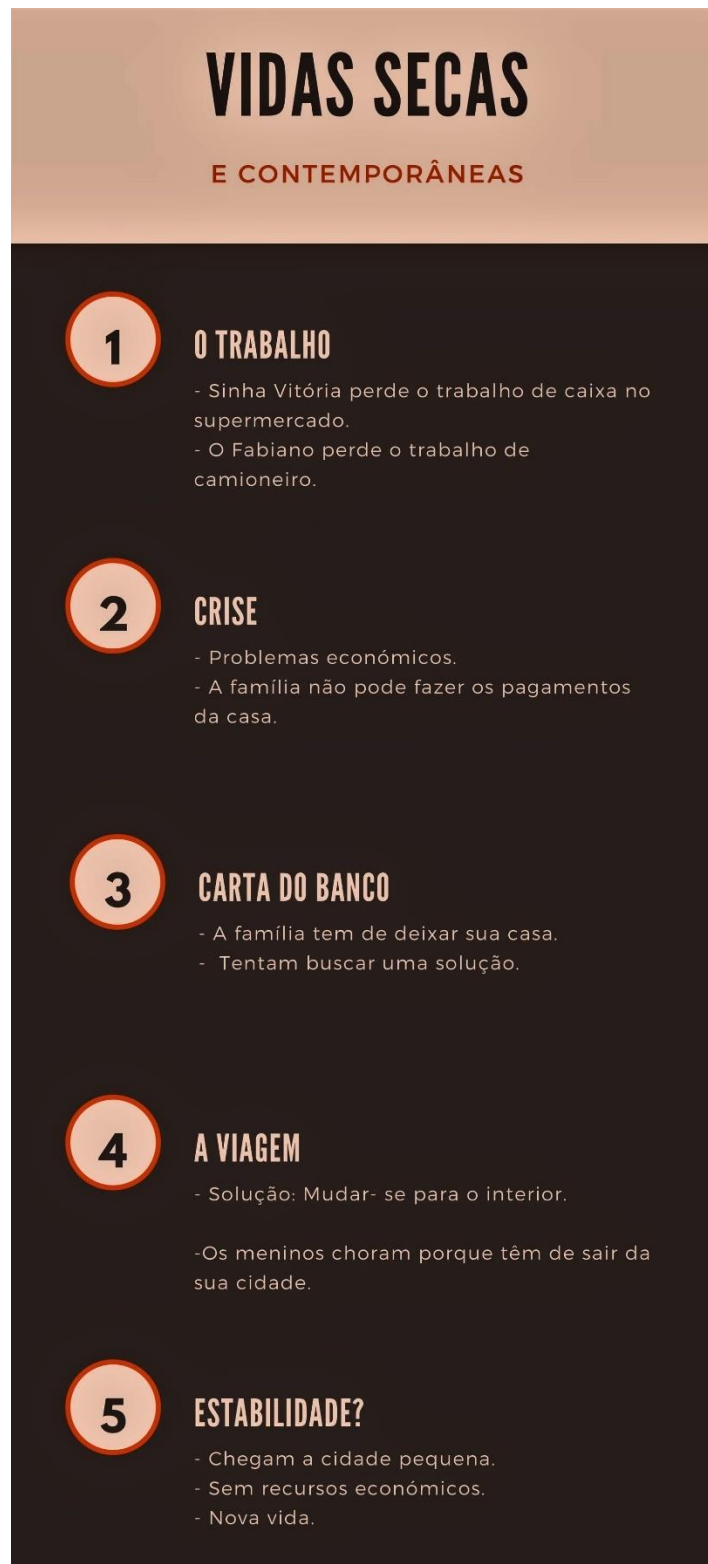 VIDAS SECAS
E CONTEMPORÂNEAS
1
O TRABALHO
- Sinha Vitória perde o trabalho de caixa no
supermercado.
- O Fabiano perde o trabalho de
camioneiro.
2
CRISE
- Problemas económicos.
- A família não pode fazer os pagamentos
da casa.
3
CARTA DO BANCO
- A família tem de deixar sua casa.
- Tentam buscar uma solução.
4
A VIAGEM
- Solução: Mudar- se para o interior.
-Os meninos choram porque têm de sair da
sua cidade.
5
ESTABILIDADE?
- Chegam a cidade pequena.
- Sem recursos económicos.
- Nova vida.